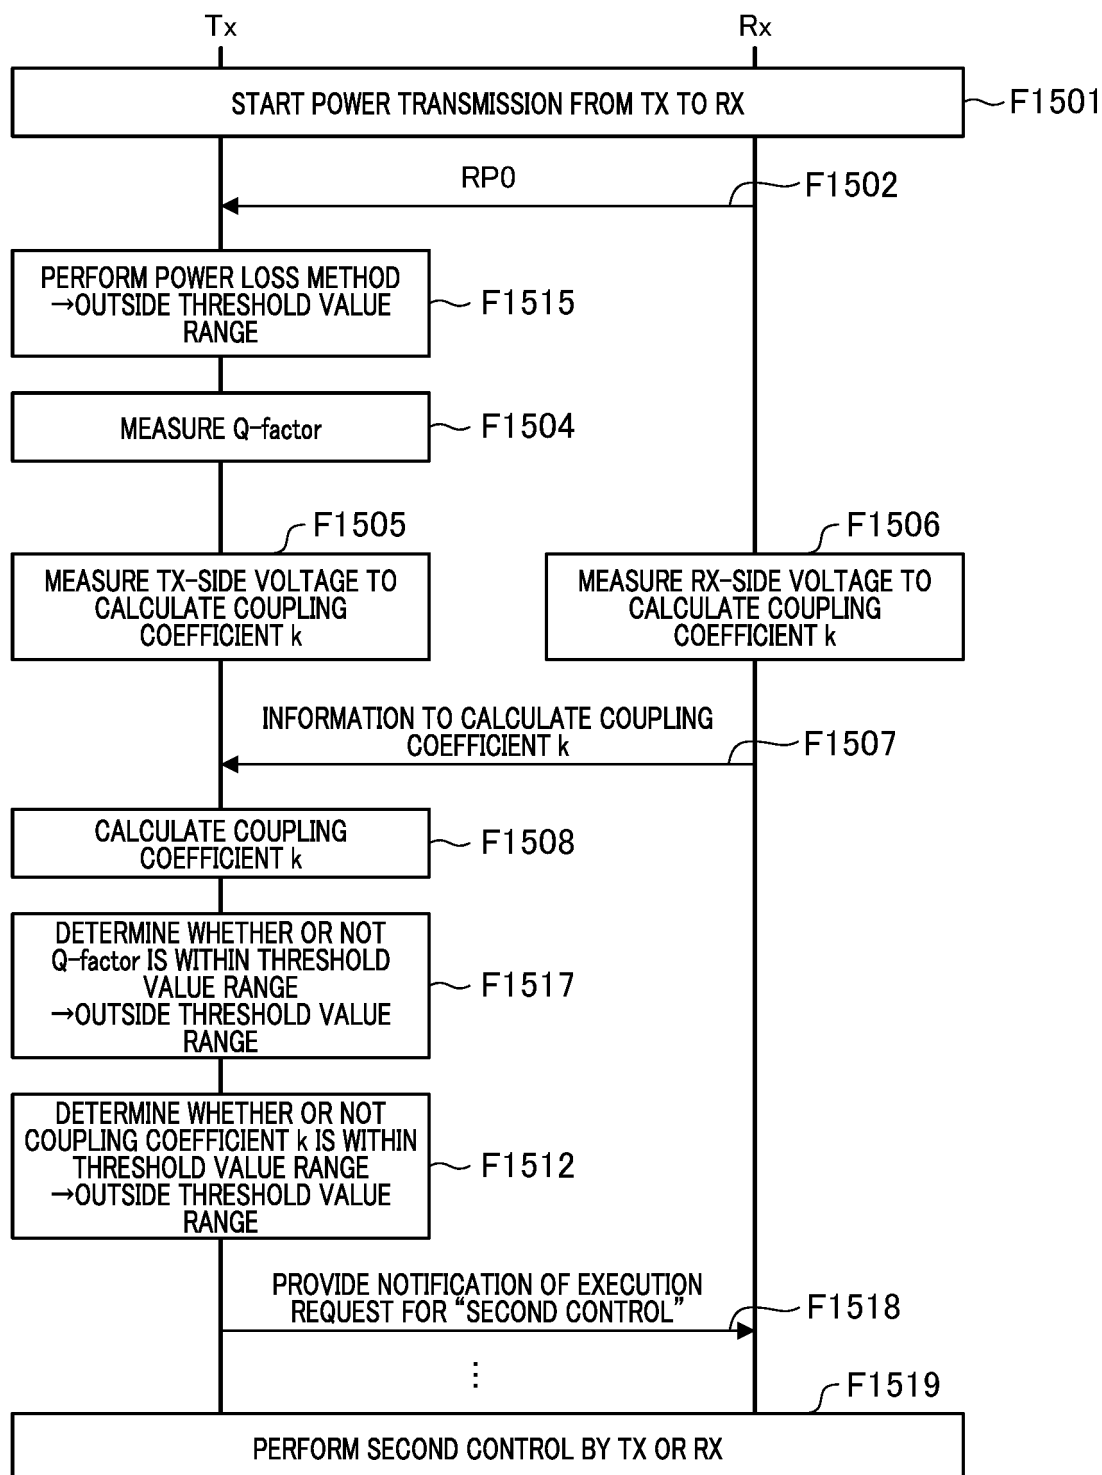 Tx
Rx
START POWER TRANSMISSION FROM TX TO RX
F1501
RP0
F1502
PERFORM POWER LOSS METHOD
→OUTSIDE THRESHOLD VALUE
RANGE
F1515
MEASURE Q-factor
F1504
F1505
MEASURE TX-SIDE VOLTAGE TO
CALCULATE COUPLING
COEFFICIENT k
F1506
MEASURE RX-SIDE VOLTAGE TO
CALCULATE COUPLING
COEFFICIENT k
INFORMATION TO CALCULATE COUPLING
COEFFICIENT k
F1507
CALCULATE COUPLING
COEFFICIENT k
F1508
DETERMINE WHETHER OR NOT
Q-factor IS WITHIN THRESHOLD
VALUE RANGE
→OUTSIDE THRESHOLD VALUE
RANGE
F1517
DETERMINE WHETHER OR NOT
COUPLING COEFFICIENT k IS WITHIN
THRESHOLD VALUE RANGE
→OUTSIDE THRESHOLD VALUE
RANGE
F1512
PROVIDE NOTIFICATION OF EXECUTION
REQUEST FOR “SECOND CONTROL”
F1518
⋮
F1519
PERFORM SECOND CONTROL BY TX OR RX